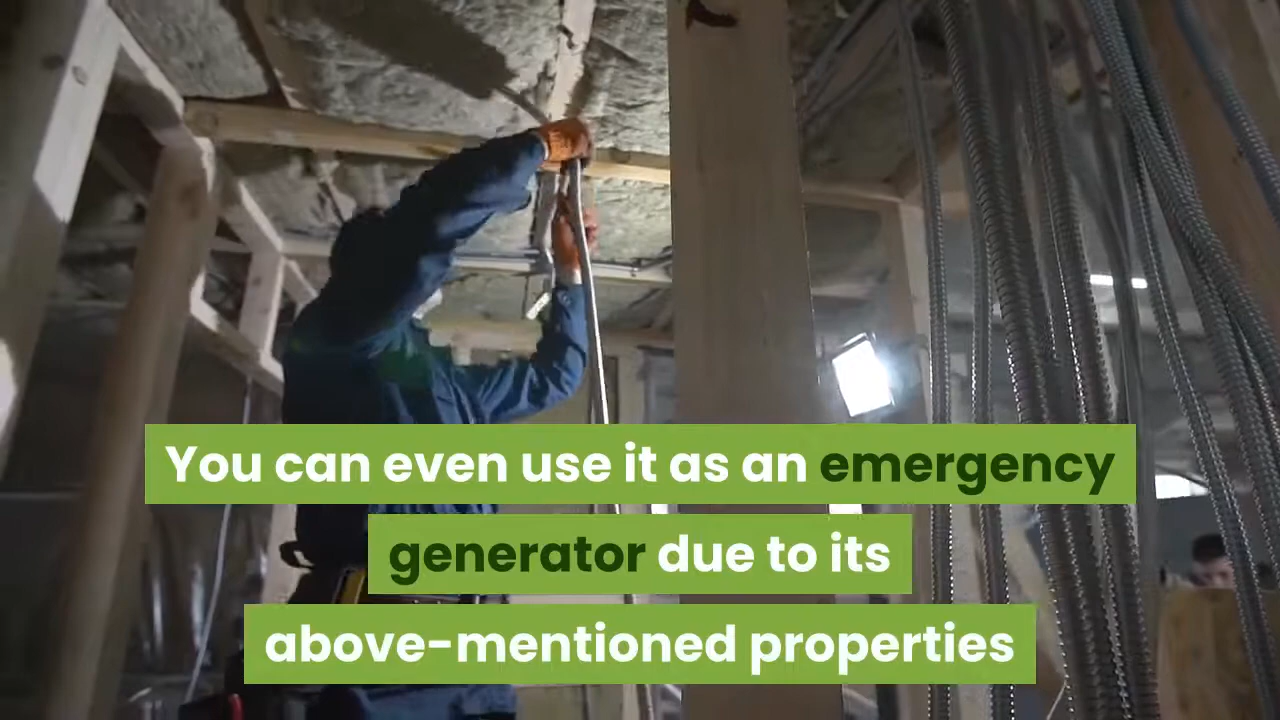 You can even use it as an emergency
generator due to its
above-mentioned properties